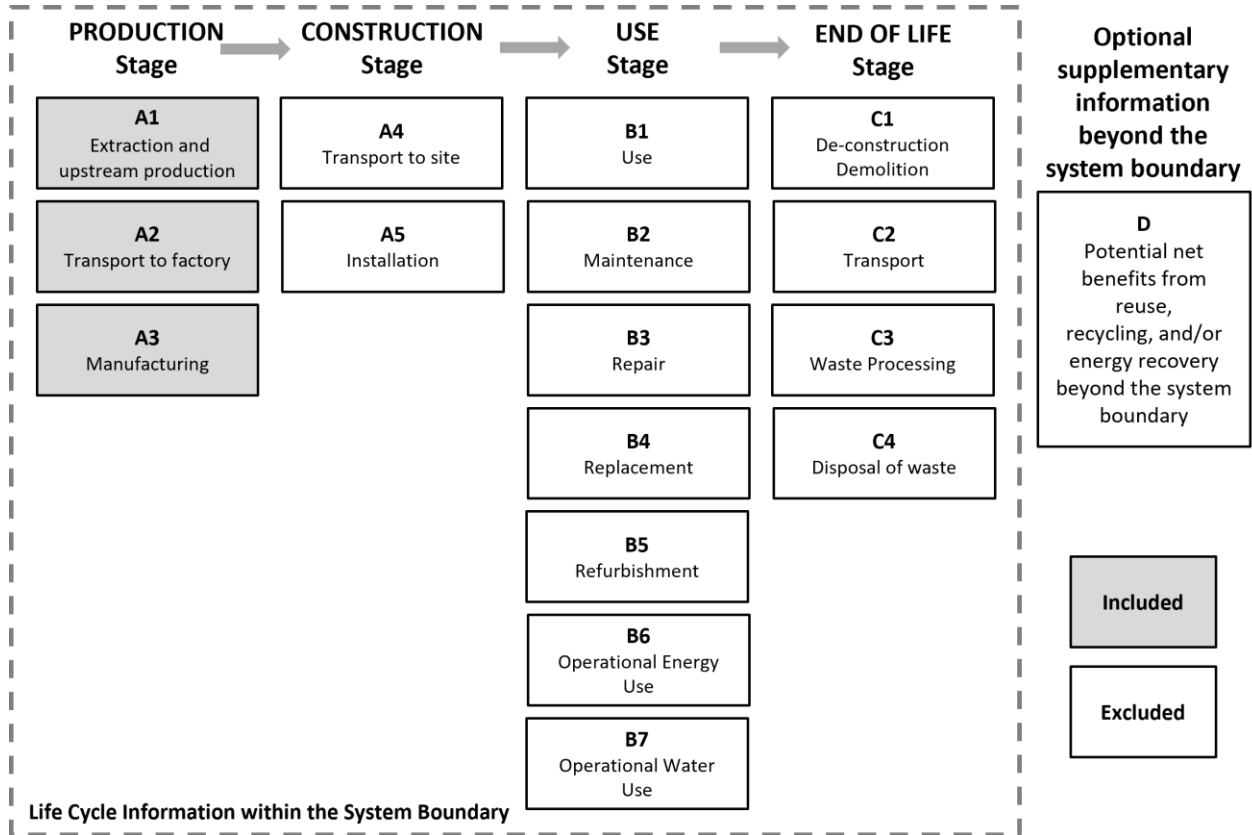 PRODUCTION
Stage
CONSTRUCTION
Stage
USE
Stage
END OF LIFE
Stage
A1
Extraction and
upstream production
A2
Transport to factory
A3
Manufacturing
A4
Transport to site
A5
Installation
B1
Use
B2
Maintenance
B3
Repair
B4
Replacement
B5
Refurbishment
B6
Operational Energy
Use
B7
Operational Water
Use
C1
De-construction
Demolition
C2
Transport
C3
Waste Processing
C4
Disposal of waste
Life Cycle Information within the System Boundary
Optional
supplementary
information
beyond the
system boundary
D
Potential net
benefits from
reuse,
recycling, and/or
energy recovery
beyond the system
boundary
Included
Excluded